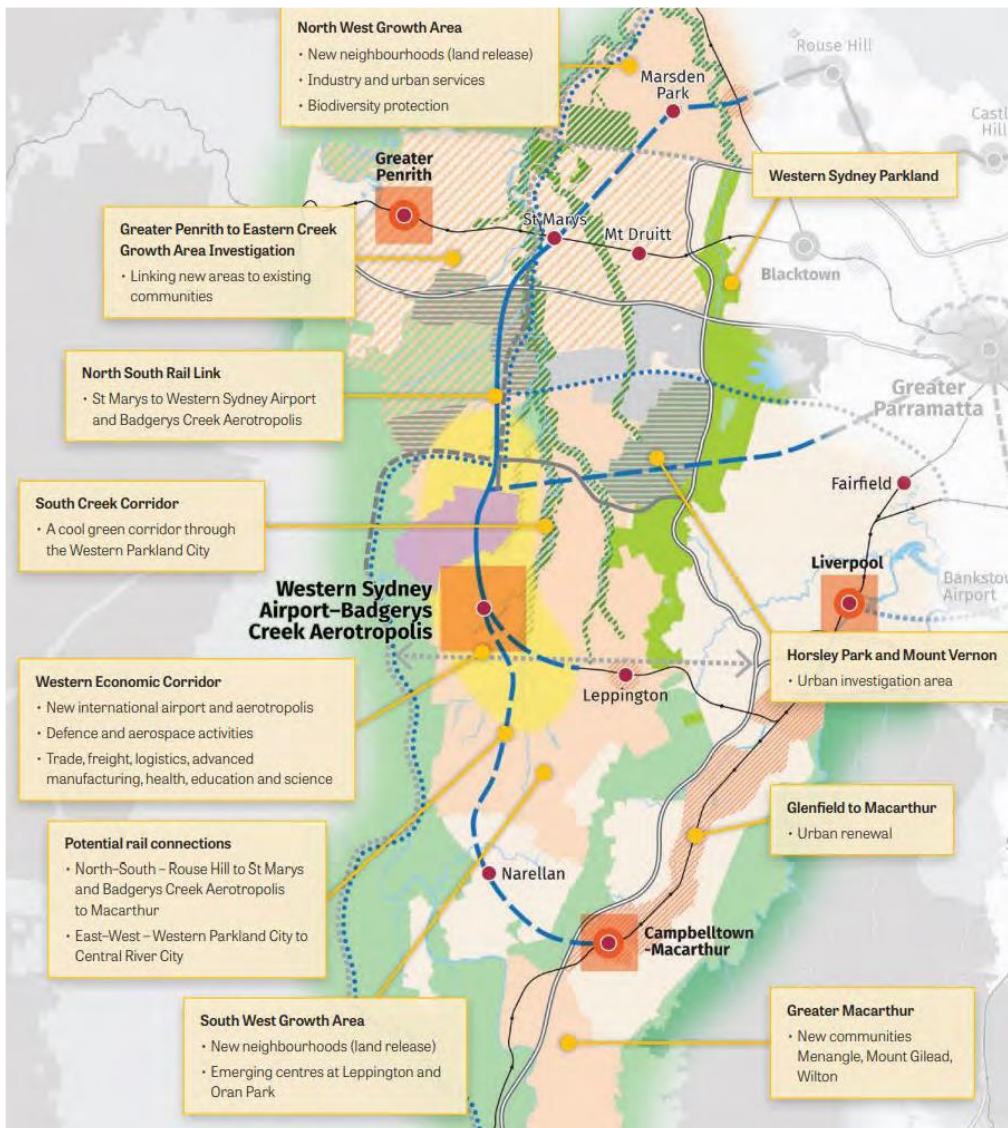 North West Growth Area
• New neighbourhoods (land release)
• Industry and urban services
• Biodiversity protection
Rouse Hill
Marsden
Park
Castle
Hill
Greater
Penrith
Western Sydney Parkland
St Marys
Mt Druitt
Blacktown
Greater Penrith to Eastern Creek
Growth Area Investigation
• Linking new areas to existing
communities
North South Rail Link
• St Marys to Western Sydney Airport
and Badgerys Creek Aerotropolis
Greater
Parramatta
South Creek Corridor
• A cool green corridor through
the Western Parkland City
Fairfield
Liverpool
Western Sydney
Airport–Badgerys
Creek Aerotropolis
Airport
Horsley Park and Mount Vernon
• Urban investigation area
Western Economic Corridor
• New international airport and aerotropolis
• Defence and aerospace activities
• Trade, freight, logistics, advanced
manufacturing, health, education and science
Leppington
Glenfield to Macarthur
• Urban renewal
Potential rail connections
• North–South – Rouse Hill to St Marys
and Badgerys Creek Aerotropolis
to Macarthur
• East–West – Western Parkland City to
Central River City
Narellan
Campbelltown
-Macarthur
South West Growth Area
• New neighbourhoods (land release)
• Emerging centres at Leppington and
Oran Park
Greater Macarthur
• New communities
Menangle, Mount Gilead,
Wilton